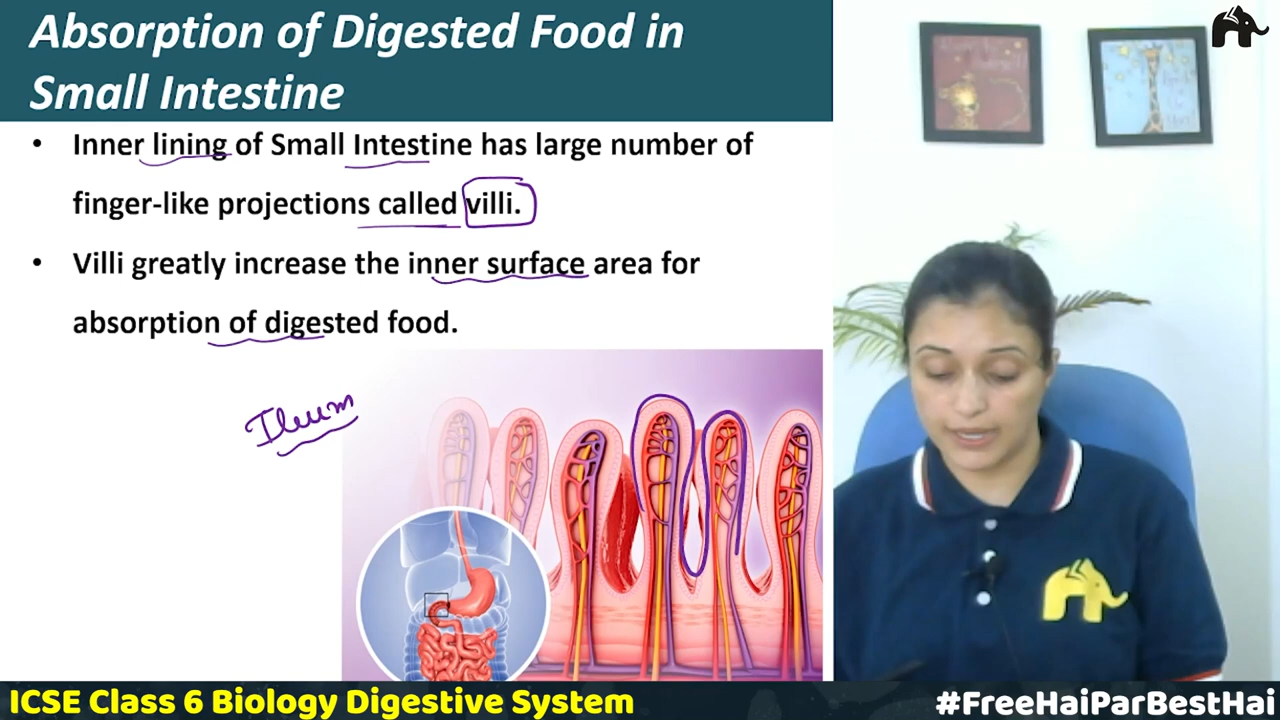 Absorption of Digested Food in
Small Intestine
• Inner lining of Small Intestine has large number of
finger-like projections called villi.
• Villi greatly increase the inner surface area for
absorption of digested food.
Ileum
ICSE Class 6 Biology Digestive System
#FreeHaiParBestHai